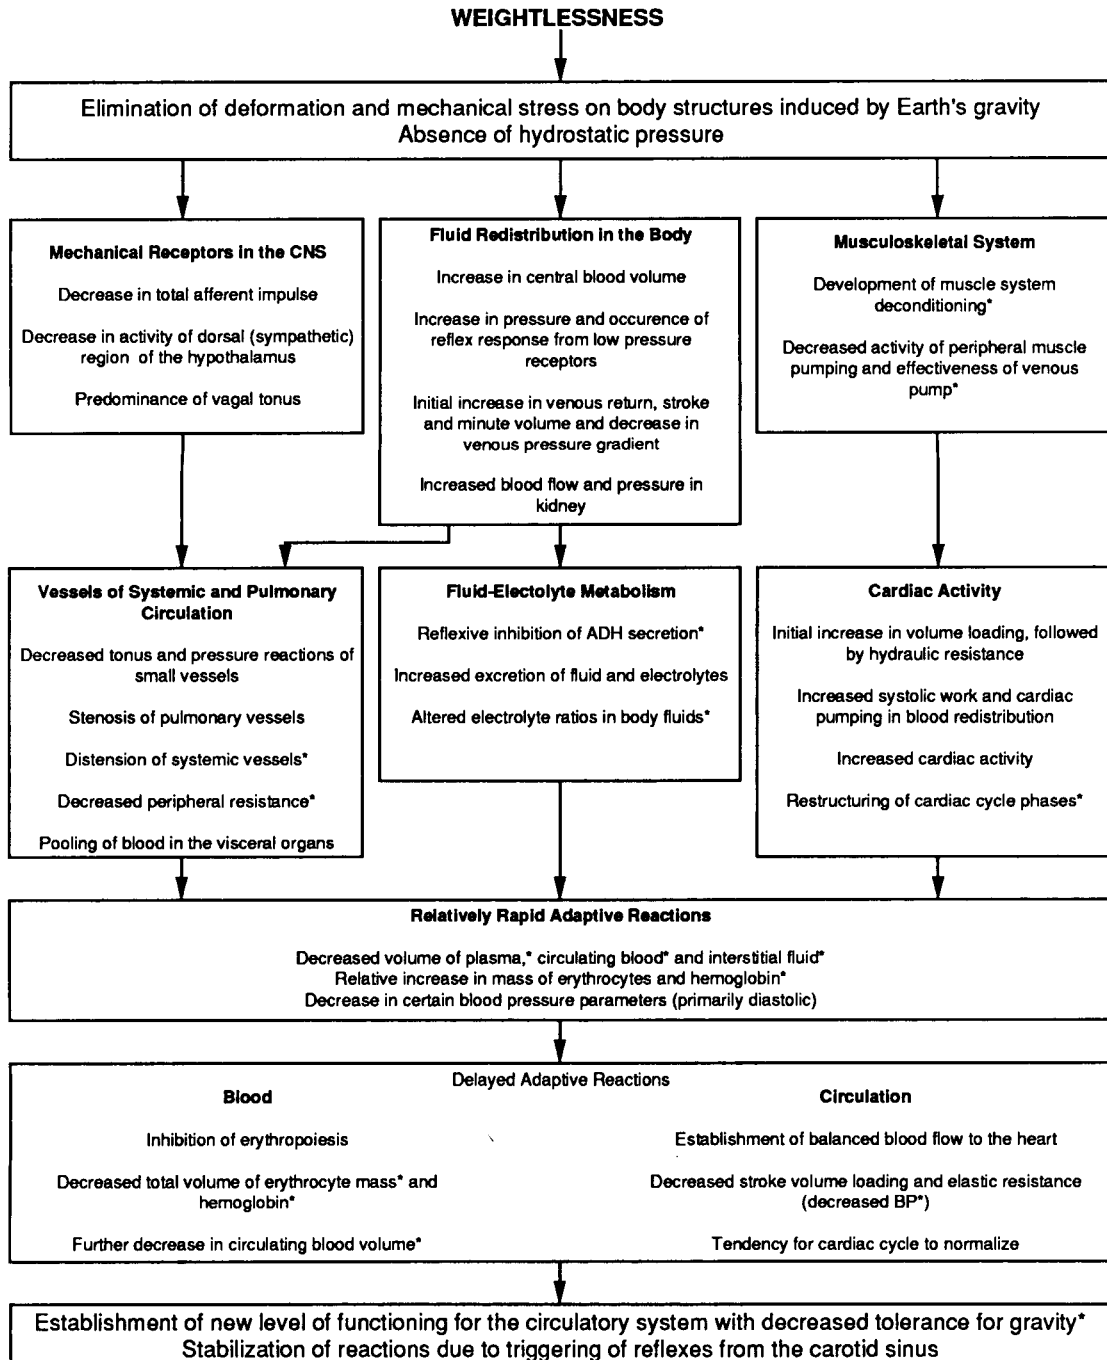 WEIGHTLESSNESS
Elimination of deformation and mechanical stress on body structures induced by Earth's gravity
Absence of hydrostatic pressure
Mechanical Receptors in the CNS
Decrease in total afferent impulse
Decrease in activity of dorsal (sympathetic)
region of the hypothalamus
Predominance of vagal tonus
Fluid Redistribution in the Body
Increase in central blood volume
Increase in pressure and occurence of
reflex response from low pressure
receptors
Initial increase in venous return, stroke
and minute volume and decrease in
venous pressure gradient
Increased blood flow and pressure in
kidney
Musculoskeletal System
Development of muscle system
deconditioning*
Decreased activity of peripheral muscle
pumping and effectiveness of venous
pump*
Vessels of Systemic and Pulmonary
Circulation
Decreased tonus and pressure reactions of
small vessels
Stenosis of pulmonary vessels
Distension of systemic vessels*
Decreased peripheral resistance*
Pooling of blood in the visceral organs
Fluid-Electolyte Metabolism
Reflexive inhibition of ADH secretion*
Increased excretion of fluid and electrolytes
Altered electrolyte ratios in body fluids*
Cardiac Activity
Initial increase in volume loading, followed
by hydraulic resistance
Increased systolic work and cardiac
pumping in blood redistribution
Increased cardiac activity
Restructuring of cardiac cycle phases*
Relatively Rapid Adaptive Reactions
Decreased volume of plasma,* circulating blood* and interstitial fluid*
Relative increase in mass of erythrocytes and hemoglobin*
Decrease in certain blood pressure parameters (primarily diastolic)
Delayed Adaptive Reactions
Blood
Inhibition of erythropoiesis
Decreased total volume of erythrocyte mass* and
hemoglobin*
Further decrease in circulating blood volume*
Circulation
Establishment of balanced blood flow to the heart
Decreased stroke volume loading and elastic resistance
(decreased BP*)
Tendency for cardiac cycle to normalize
Establishment of new level of functioning for the circulatory system with decreased tolerance for gravity*
Stabilization of reactions due to triggering of reflexes from the carotid sinus